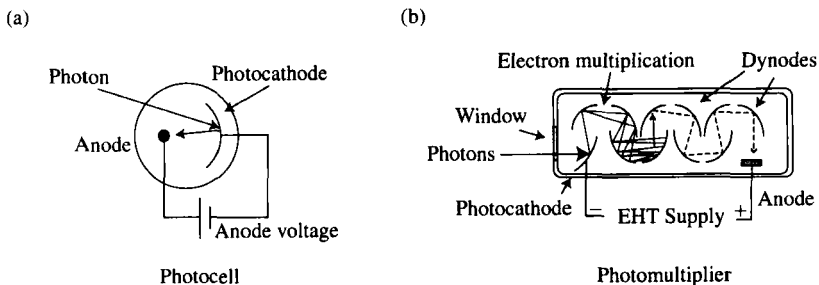 (a)
Photon
Photocathode
Anode
Anode voltage
Photocell
(b)
Electron multiplication
Dynodes
Window
Photons
Photocathode
− EHT Supply +
Anode
Photomultiplier